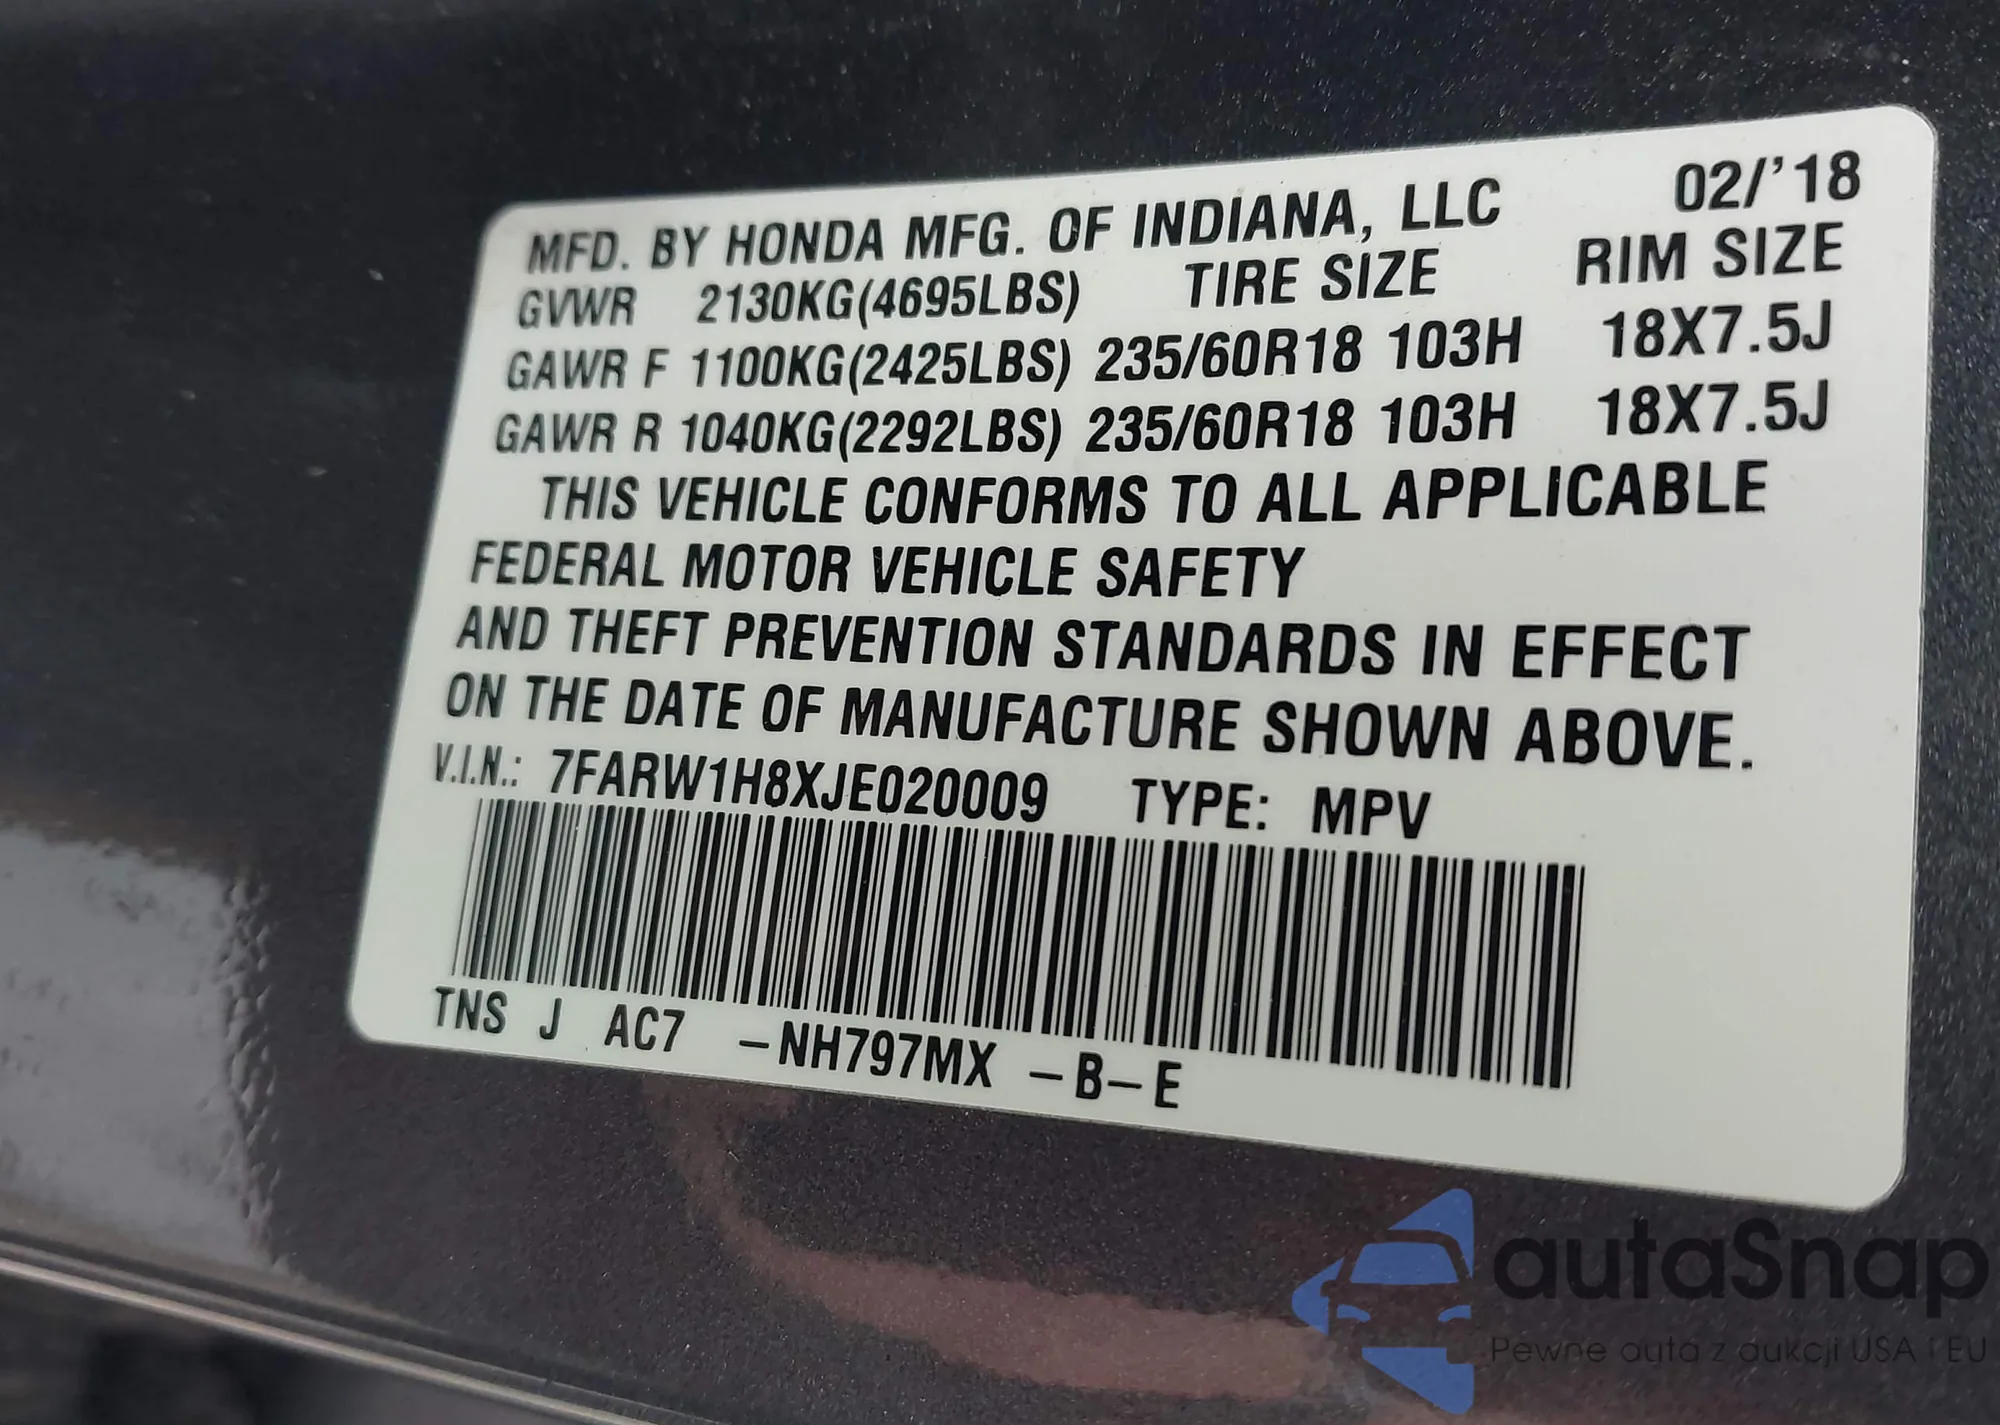 MFD. BY HONDA MFG. OF INDIANA, LLC 02/'18
GVWR 2130KG(4695LBS) TIRE SIZE RIM SIZE
GAWR F 1100KG(2425LBS) 235/60R18 103H 18X7.5J
GAWR R 1040KG(2292LBS) 235/60R18 103H 18X7.5J
THIS VEHICLE CONFORMS TO ALL APPLICABLE
FEDERAL MOTOR VEHICLE SAFETY
AND THEFT PREVENTION STANDARDS IN EFFECT
ON THE DATE OF MANUFACTURE SHOWN ABOVE.
V.I.N.: 7FARW1H8XJE020009 TYPE: MPV
TNS J AC7 -NH797MX -B-E
autaSnap
Pewne auta z aukcji USA i EU